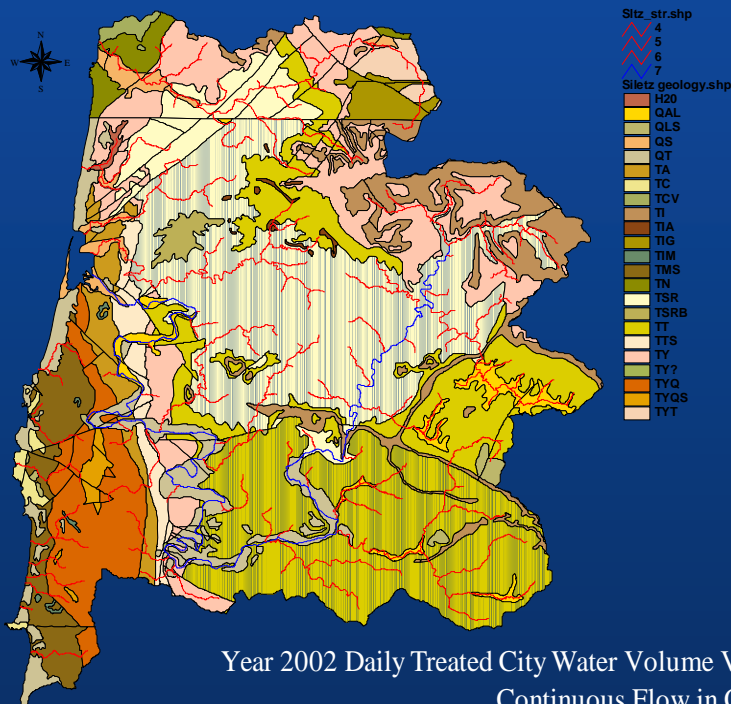 N
W E
S
Sltz_str.shp
4
5
6
7
Siletz geology.shp
H20
QAL
QLS
QS
QT
TA
TC
TCV
TI
TIA
TIG
TIM
TMS
TN
TSR
TSRB
TT
TTS
TY
TY?
TYQ
TYQS
TYT
Year 2002 Daily Treated City Water Volume V
Continuous Flow in